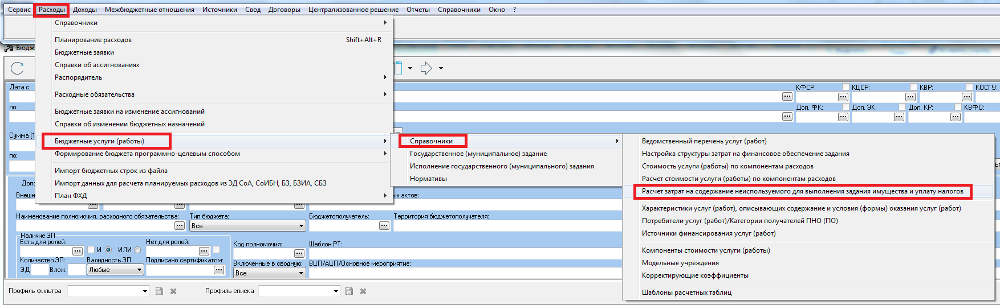 Сервис Расходы Доходы Межбюджетные отношения Источники Свод Договоры Централизованное решение Отчеты Справочники Окно ?
Справочники
Планирование расходов Shift+Alt+R
Бюджетные заявки
Справки об ассигнованиях
Распорядитель
Расходные обязательства
Бюджетные заявки на изменение ассигнований
Справки об изменении бюджетных назначений
Бюджетные услуги (работы)
Формирование бюджета программно-целевым способом
Импорт бюджетных строк из файла
Импорт данных для расчета планируемых расходов из ЭД СоА, СоИБН, БЗ, БЗИА, СБЗ
План ФХД
Справочники
Государственное (муниципальное) задание
Исполнение государственного (муниципального) задания
Нормативы
Ведомственный перечень услуг (работ)
Настройка структуры затрат на финансовое обеспечение задания
Стоимость услуги (работы) по компонентам расходов
Расчет стоимости услуги (работы) по компонентам расходов
Расчет затрат на содержание неиспользуемого для выполнения задания имущества и уплату налогов
Характеристики услуг (работ), описывающих содержание и условия (формы) оказания услуг (работ)
Потребители услуг (работ)/Категории получателей ПНО (ПО)
Источники финансирования услуг (работ)
Компоненты стоимости услуги (работы)
Модельные учреждения
Корректирующие коэффициенты
Шаблоны расчетных таблиц
Бюдж
Дата с: КФСР: КЦСР: КВР: КОСГУ:
по: Доп. ФК: Доп. ЭК: Доп. КР: КВФО:
Сумма (1
по:
Допо
Внешн х актов:
Наименование полномочия, расходного обязательства: Тип бюджета: Бюджетополучатель: Территория бюджетополучателя:
Все
Наличие ЭП
Есть для ролей: И ИЛИ Нет для ролей: Код полномочия: Шаблон РТ:
Количество ЭП: Валидность ЭП Подписано сертификатом: Включенные в сводную: ВЦП/АЦП/Основное мероприятие:
ЭД Влож. Любые Все
Профиль фильтра Профиль списка